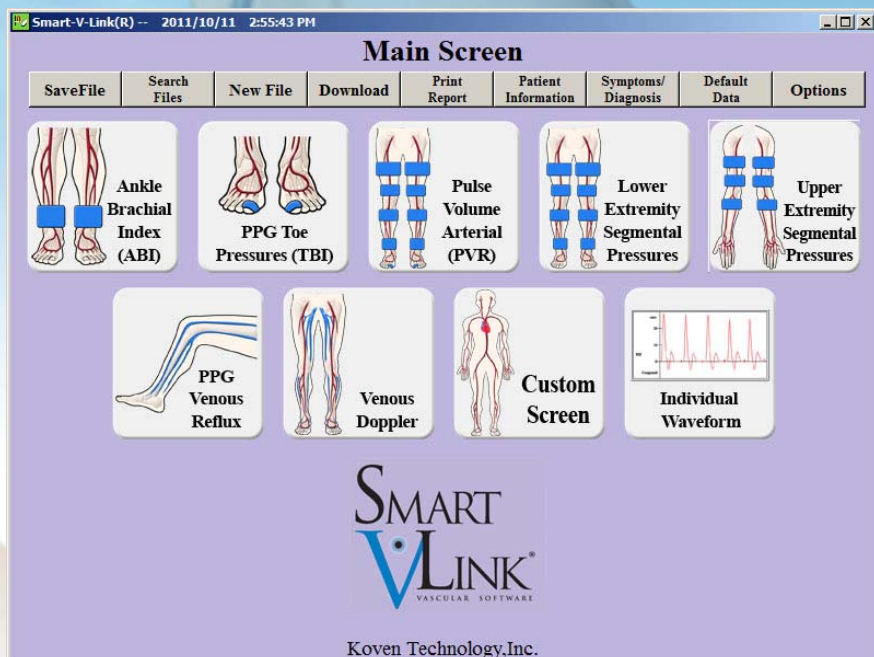 Smart-V-Link(R) -- 2011/10/11 2:55:43 PM
Main Screen
SaveFile
Search
Files
New File
Download
Print
Report
Patient
Information
Symptoms/
Diagnosis
Default
Data
Options
Ankle
Brachial
Index
(ABI)
PPG Toe
Pressures (TBI)
Pulse
Volume
Arterial
(PVR)
Lower
Extremity
Segmental
Pressures
Upper
Extremity
Segmental
Pressures
PPG
Venous
Reflux
Venous
Doppler
Custom
Screen
Individual
Waveform
SMART
VLINK®
VASCULAR SOFTWARE
Koven Technology,Inc.